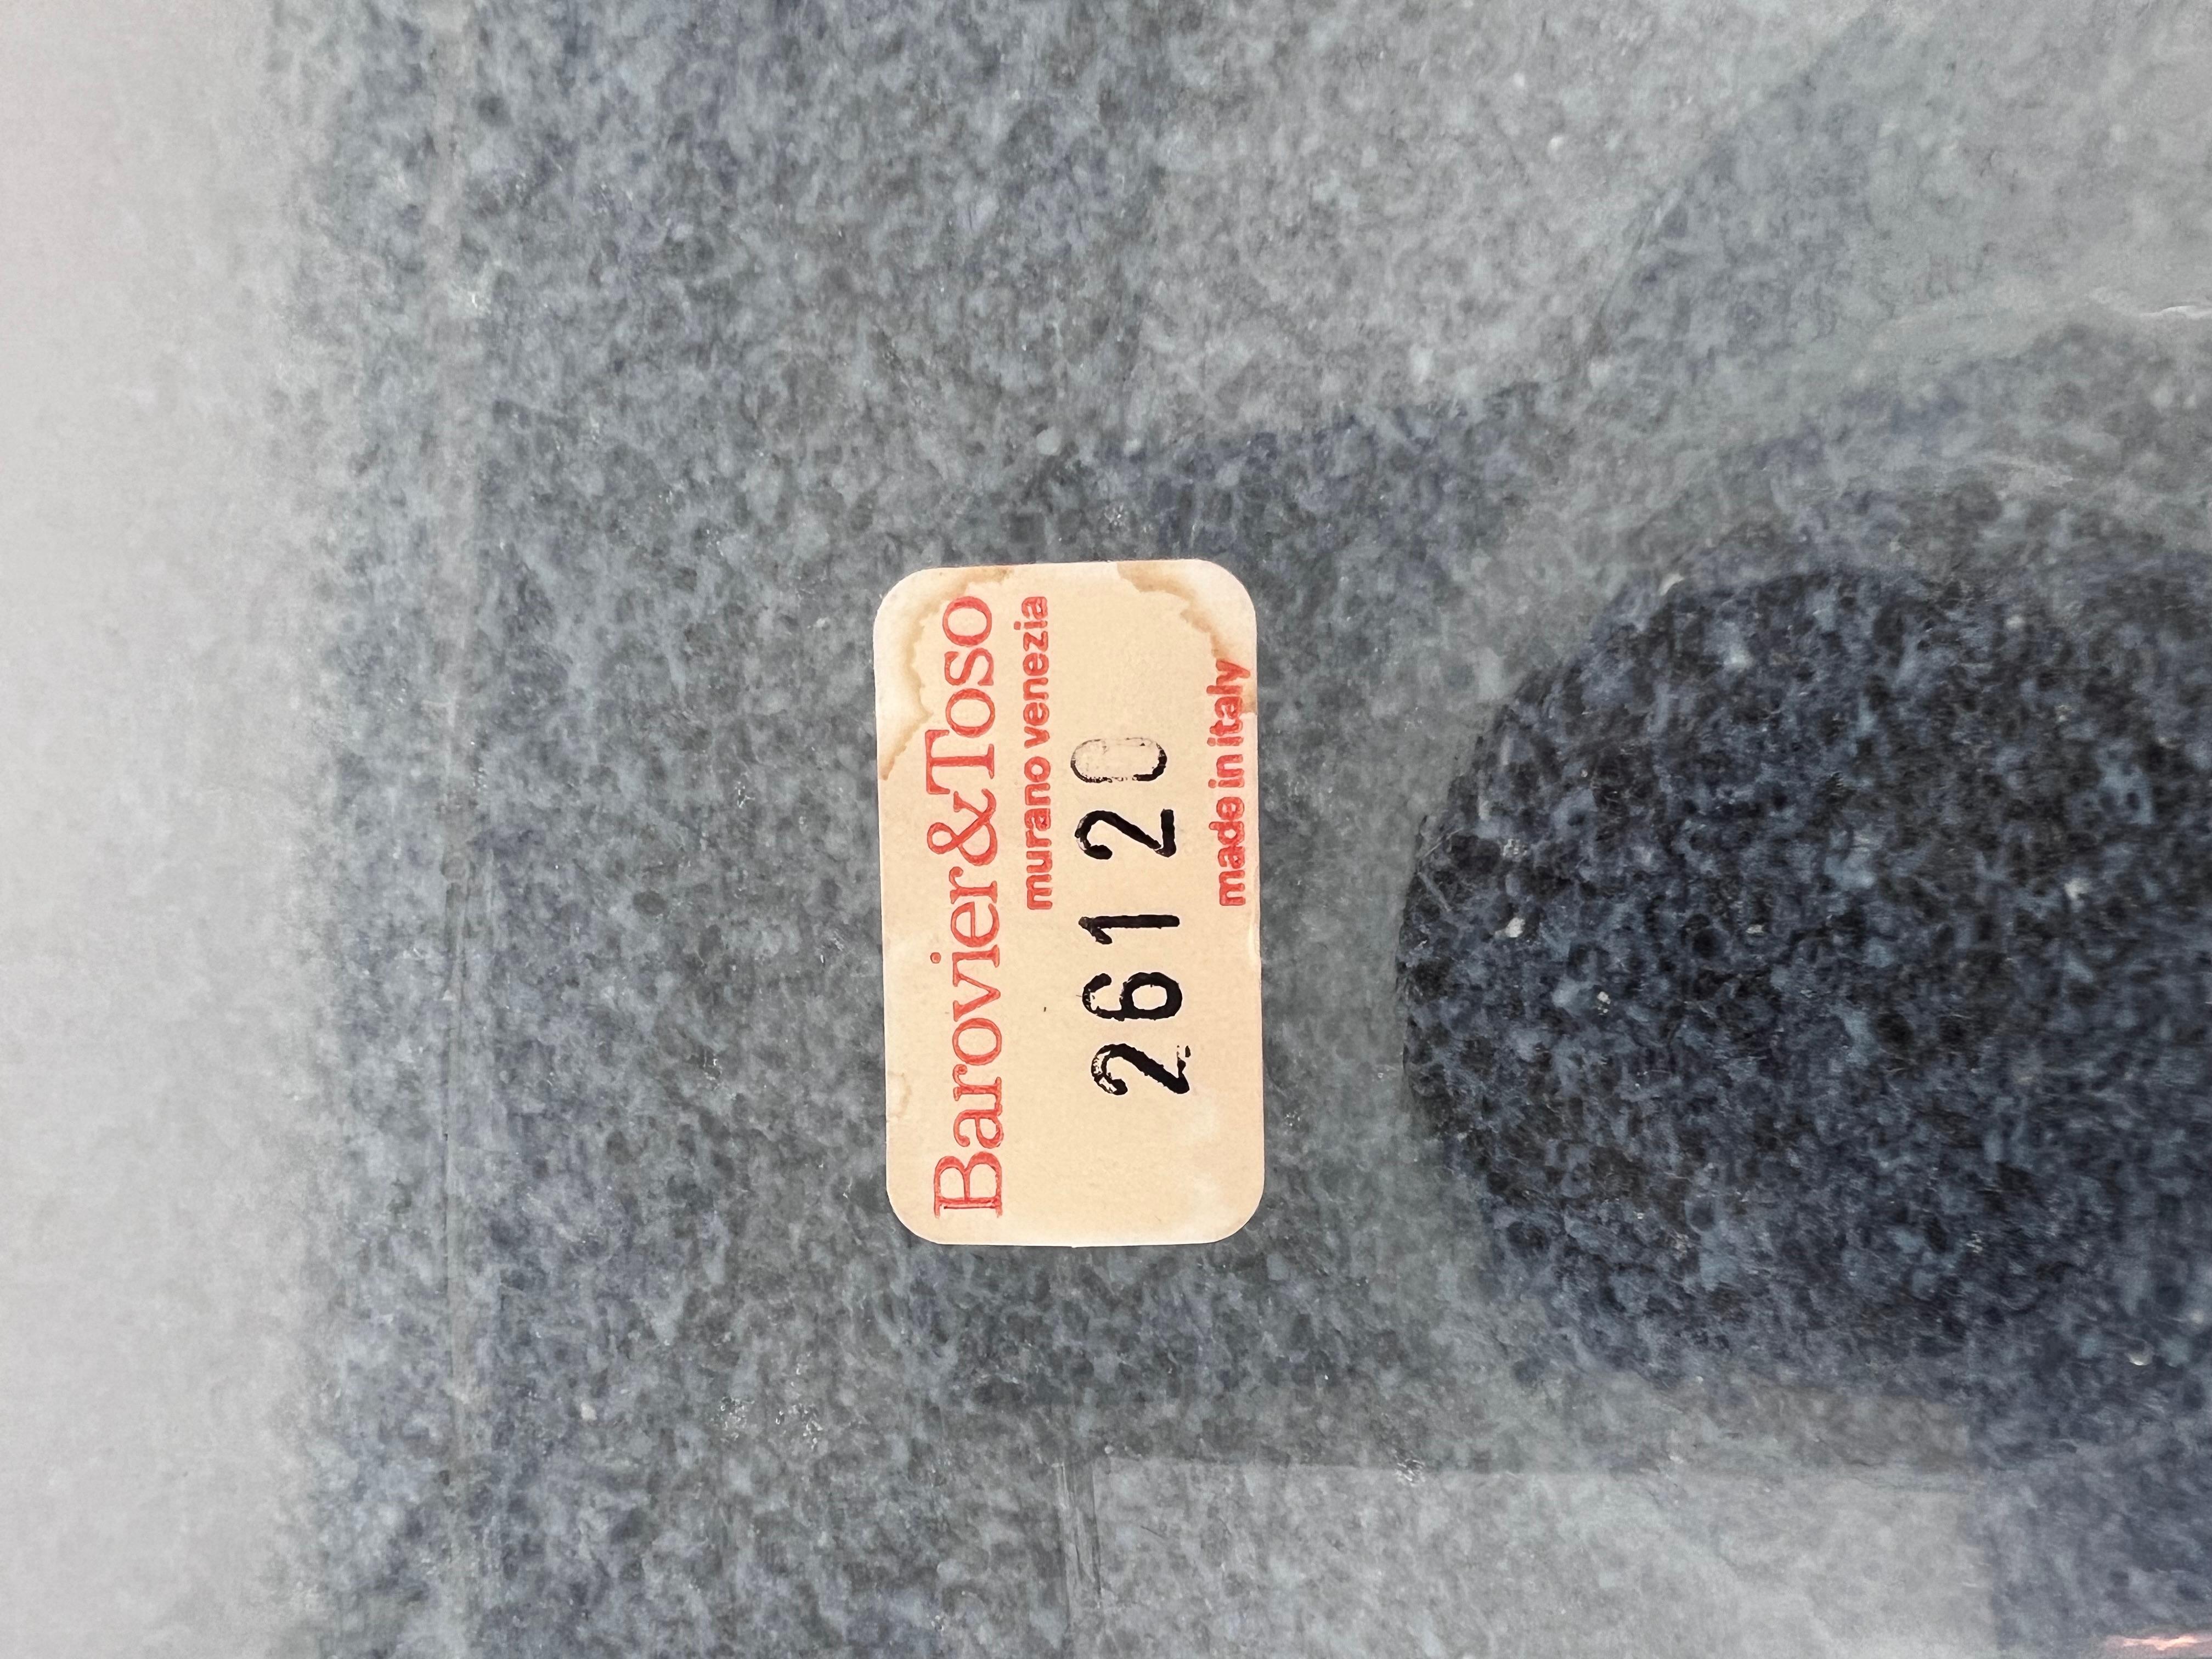 Barovier&Toso
murano venezia
26120
made in italy